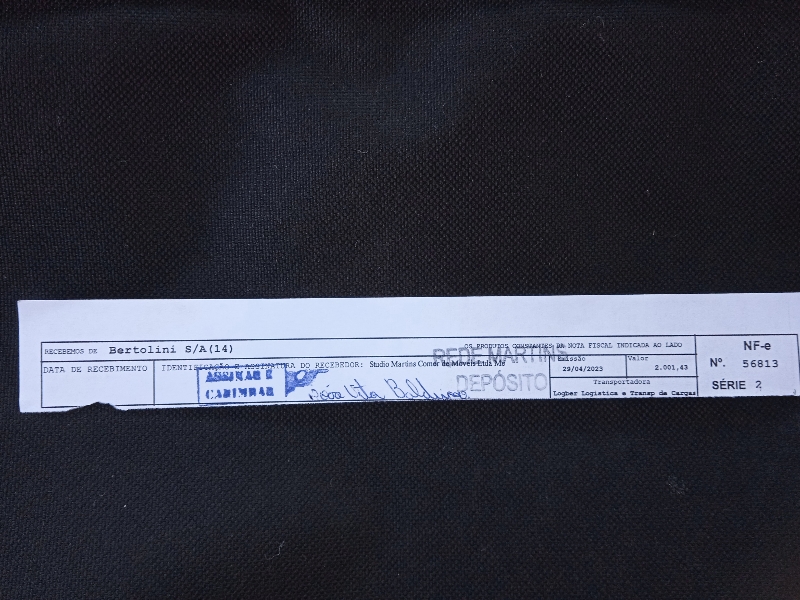 RECEBEMOS DE Bertolini S/A(14) OS PRODUTOS CONSTANTES DA NOTA FISCAL INDICADA AO LADO
DATA DE RECEBIMENTO
IDENTIFICAÇÃO E ASSINATURA DO RECEBEDOR: Studio Martins Comer de Móveis Ltda Me
ASSINAR E
CARIMBAR
REDE MARTINS
DEPÓSITO
Emissão
29/04/2023
Valor
2.001,43
Transportadora
Logber Logistica e Transp de Cargas
NF-e
Nº. 56813
SÉRIE 2